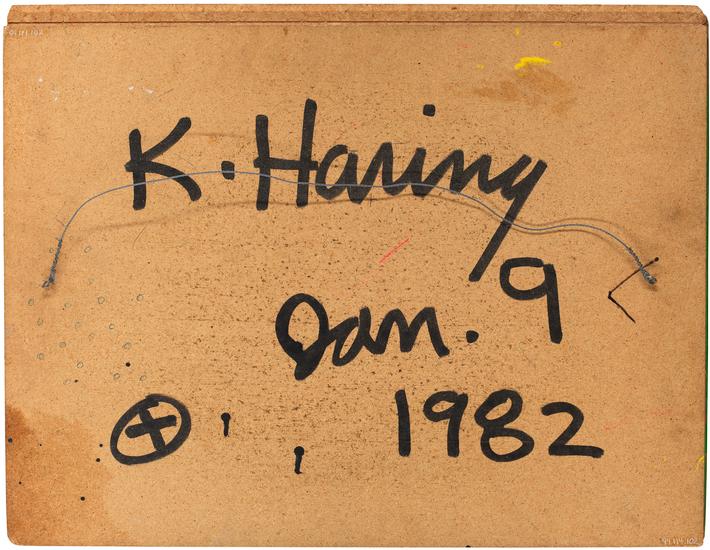 K. Haring
Jan. 9
1982